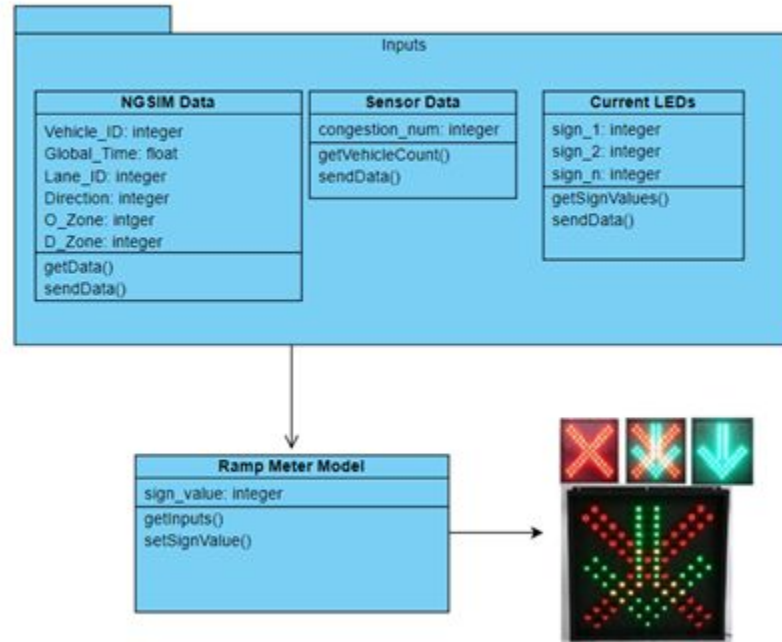 Inputs
NGSIM Data
Vehicle_ID: integer
Global_Time: float
Lane_ID: integer
Direction: integer
O_Zone: intger
D_Zone: integer
getData()
sendData()
Sensor Data
congestion_num: integer
getVehicleCount()
sendData()
Current LEDs
sign_1: integer
sign_2: integer
sign_n: integer
getSignValues()
sendData()
Ramp Meter Model
sign_value: integer
getInputs()
setSignValue()